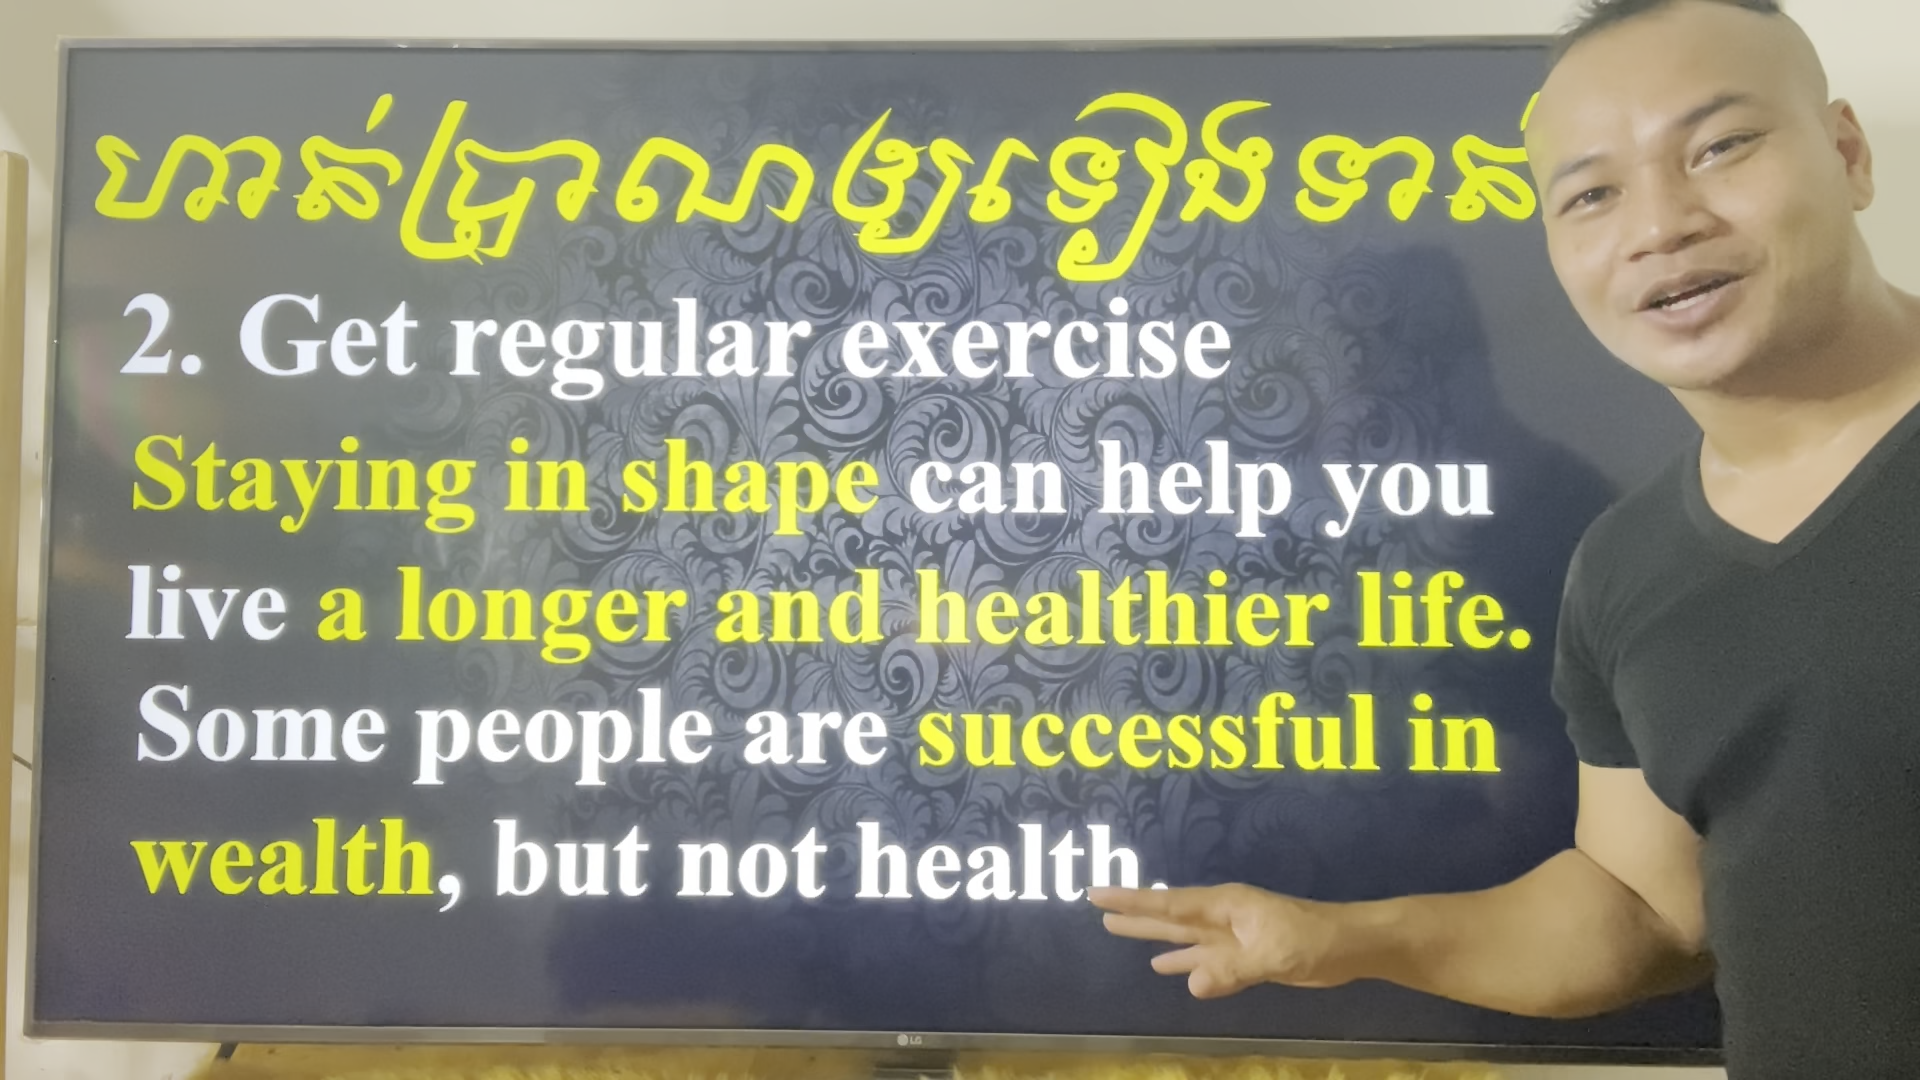 ហាត់ប្រាណឲ្យទៀងទាត់
2. Get regular exercise
Staying in shape can help you
live a longer and healthier life.
Some people are successful in
wealth, but not health.
LG